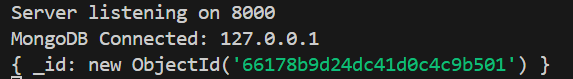 Server listening on 8000
MongoDB Connected: 127.0.0.1
{ _id: new ObjectId('66178b9d24dc41d0c4c9b501') }